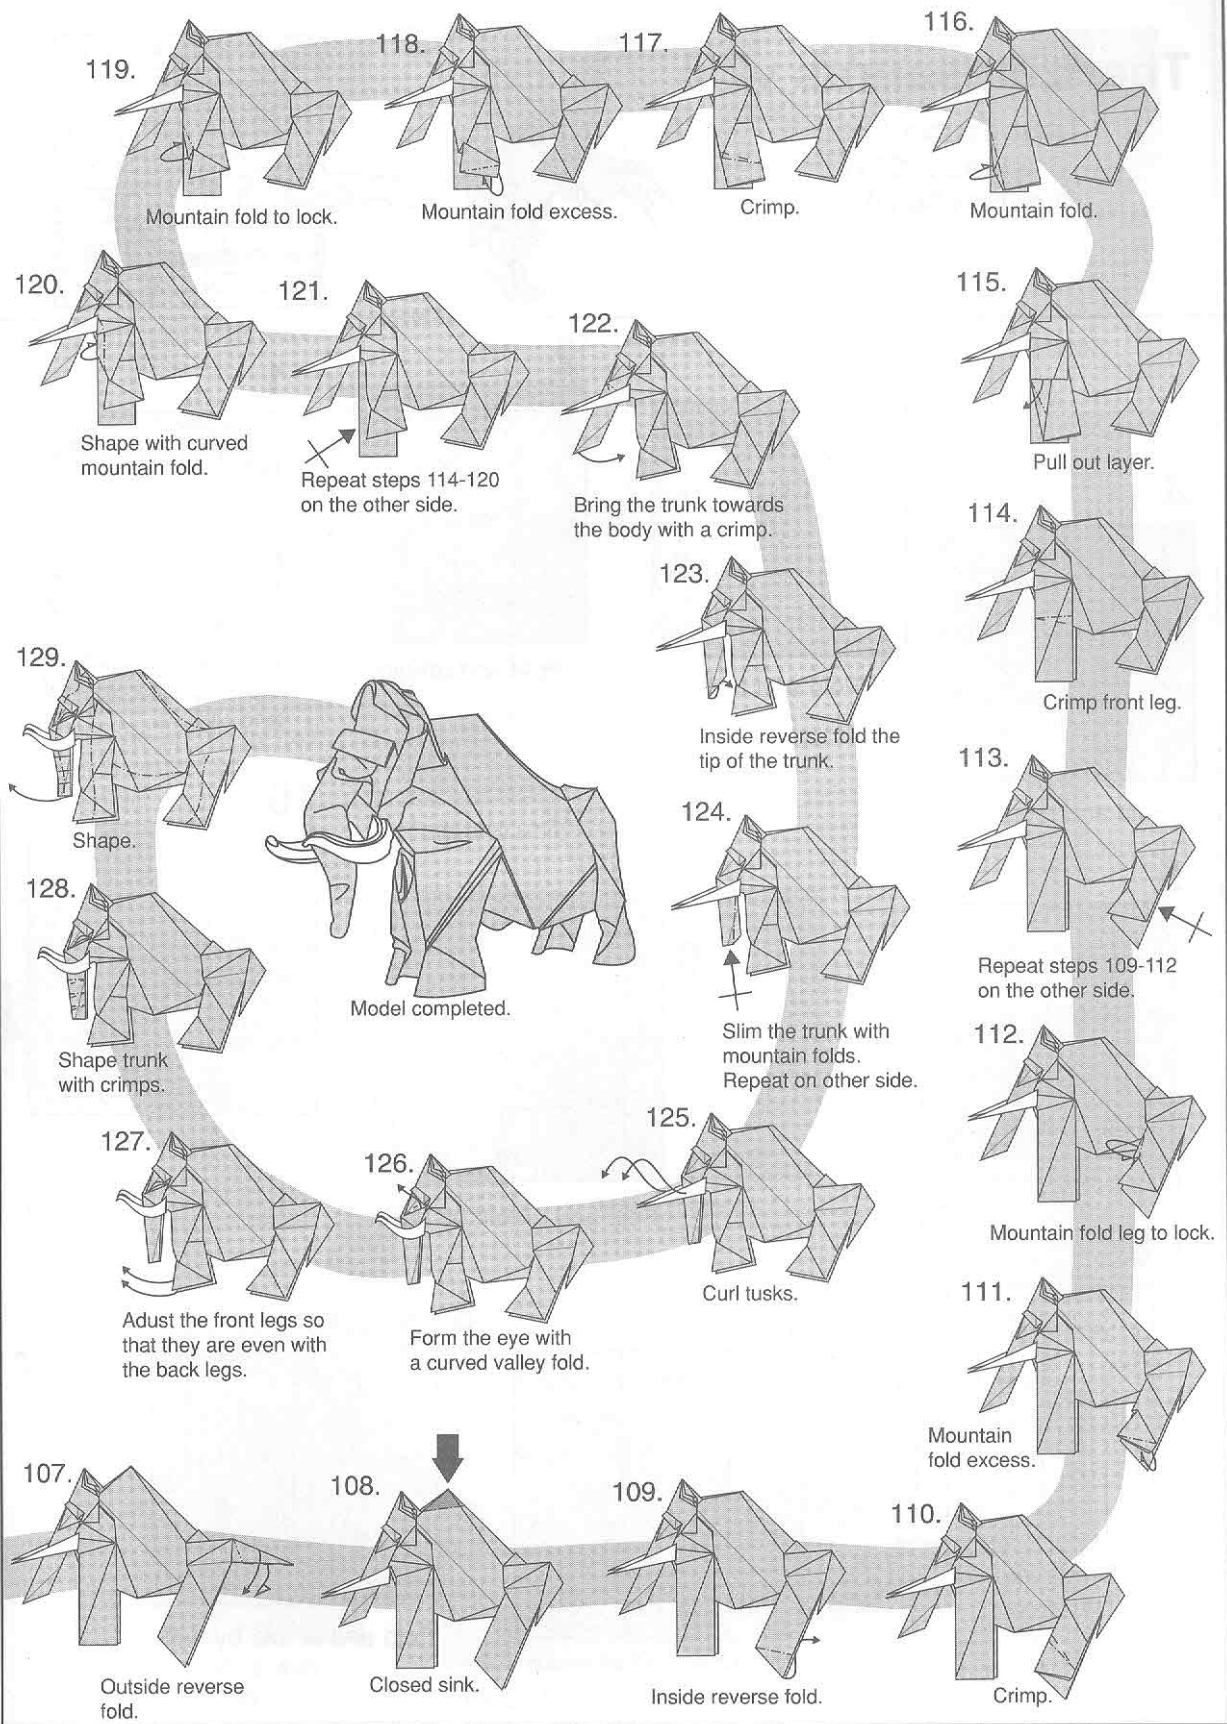 119.
Mountain fold to lock.
118.
Mountain fold excess.
117.
Crimp.
116.
Mountain fold.
120.
Shape with curved
mountain fold.
121.
Repeat steps 114-120
on the other side.
122.
Bring the trunk towards
the body with a crimp.
115.
Pull out layer.
114.
Crimp front leg.
123.
Inside reverse fold the
tip of the trunk.
129.
Shape.
Model completed.
113.
Repeat steps 109-112
on the other side.
124.
Slim the trunk with
mountain folds.
Repeat on other side.
128.
Shape trunk
with crimps.
112.
Mountain fold leg to lock.
127.
Adust the front legs so
that they are even with
the back legs.
126.
Form the eye with
a curved valley fold.
125.
Curl tusks.
111.
Mountain
fold excess.
107.
Outside reverse
fold.
108.
Closed sink.
109.
Inside reverse fold.
110.
Crimp.